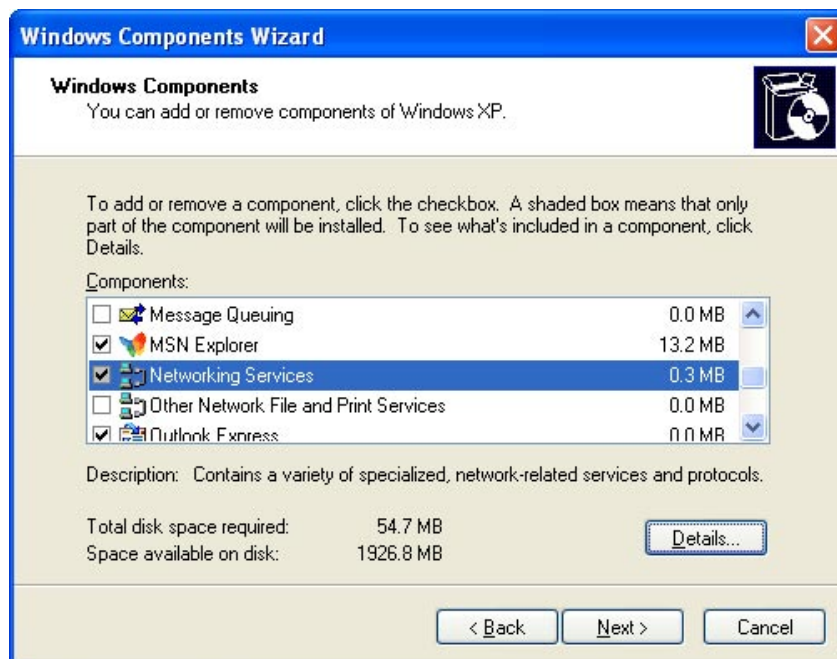 Windows Components Wizard
Windows Components
You can add or remove components of Windows XP.
To add or remove a component, click the checkbox. A shaded box means that only
part of the component will be installed. To see what's included in a component, click
Details.
Components:
Message Queuing 0.0 MB
MSN Explorer 13.2 MB
Networking Services 0.3 MB
Other Network File and Print Services 0.0 MB
Outlook Express 0.0 MB
Description: Contains a variety of specialized, network-related services and protocols.
Total disk space required: 54.7 MB
Space available on disk: 1926.8 MB
Details...
< Back Next > Cancel